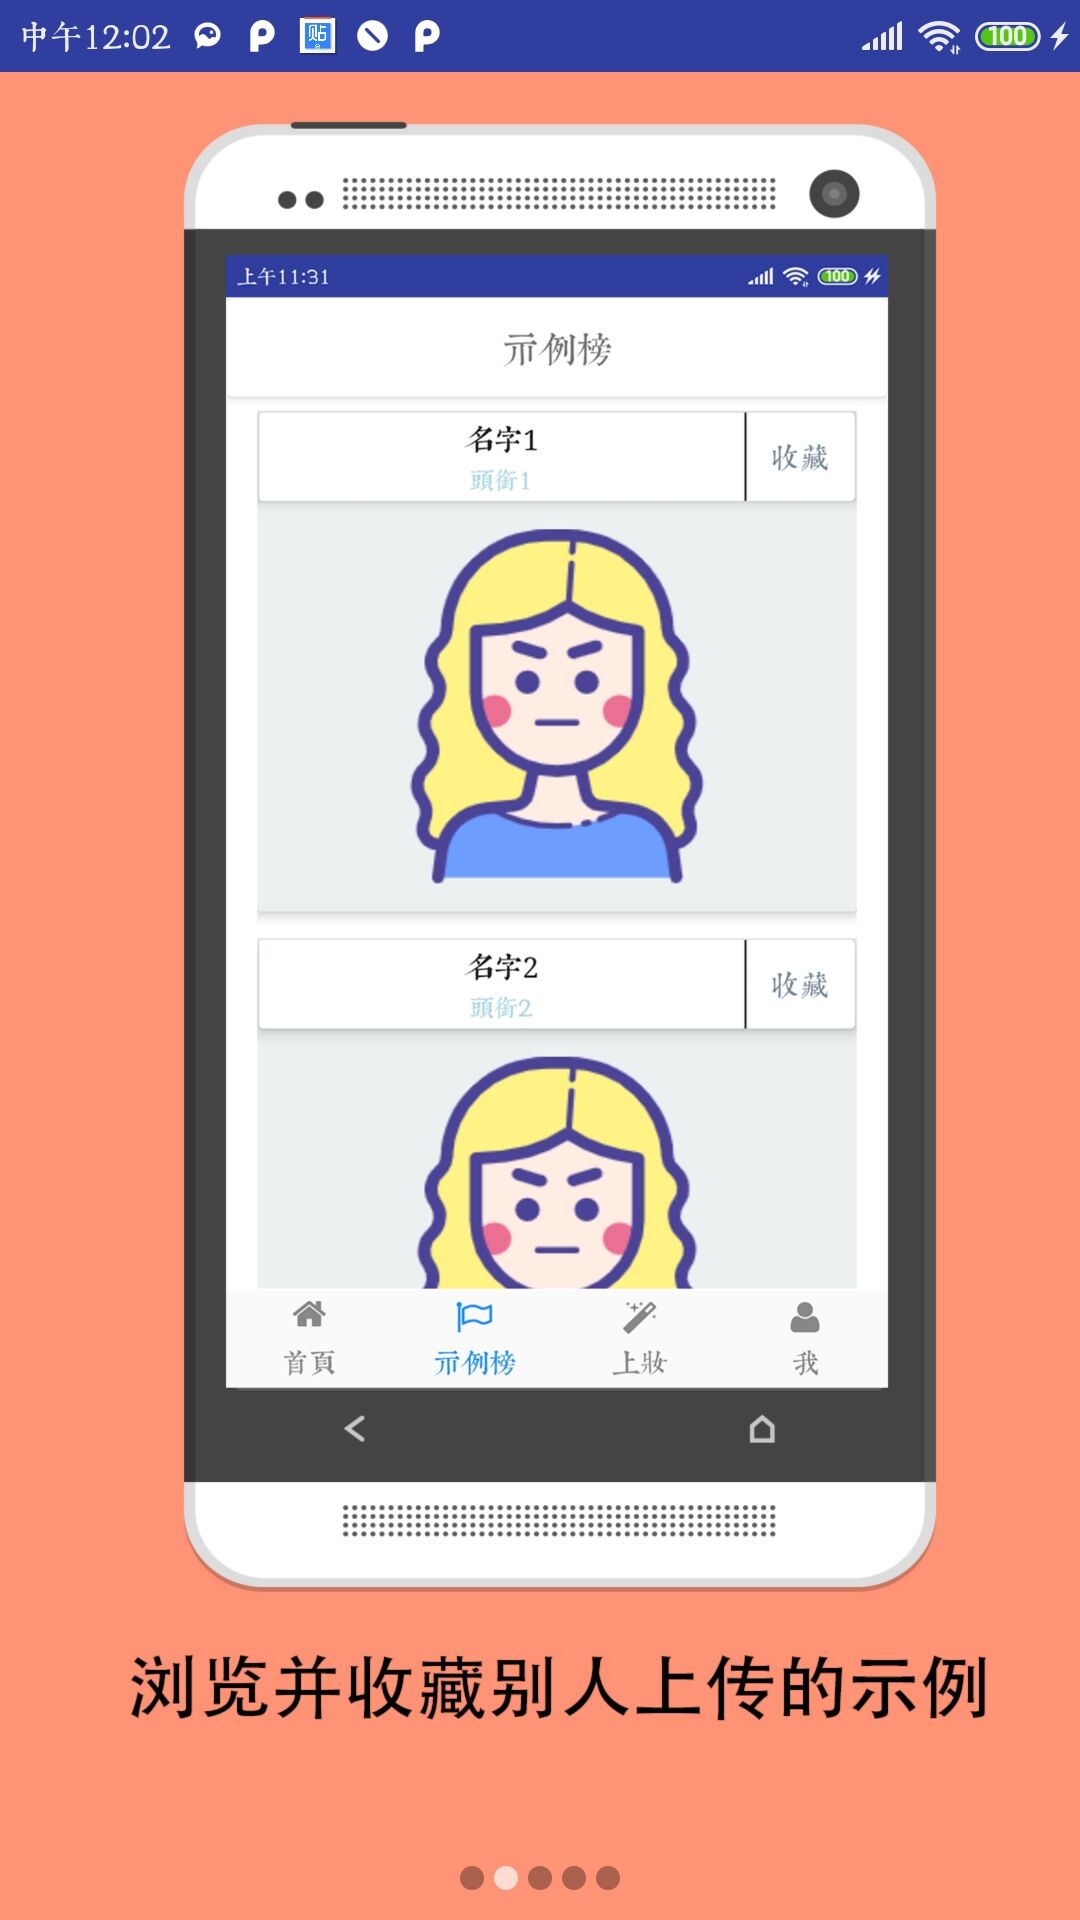 中午12:02
贴
100
上午11:31
100
示例榜
名字1
頭銜1
收藏
名字2
頭銜2
收藏
首頁
示例榜
上妝
我
浏览并收藏别人上传的示例